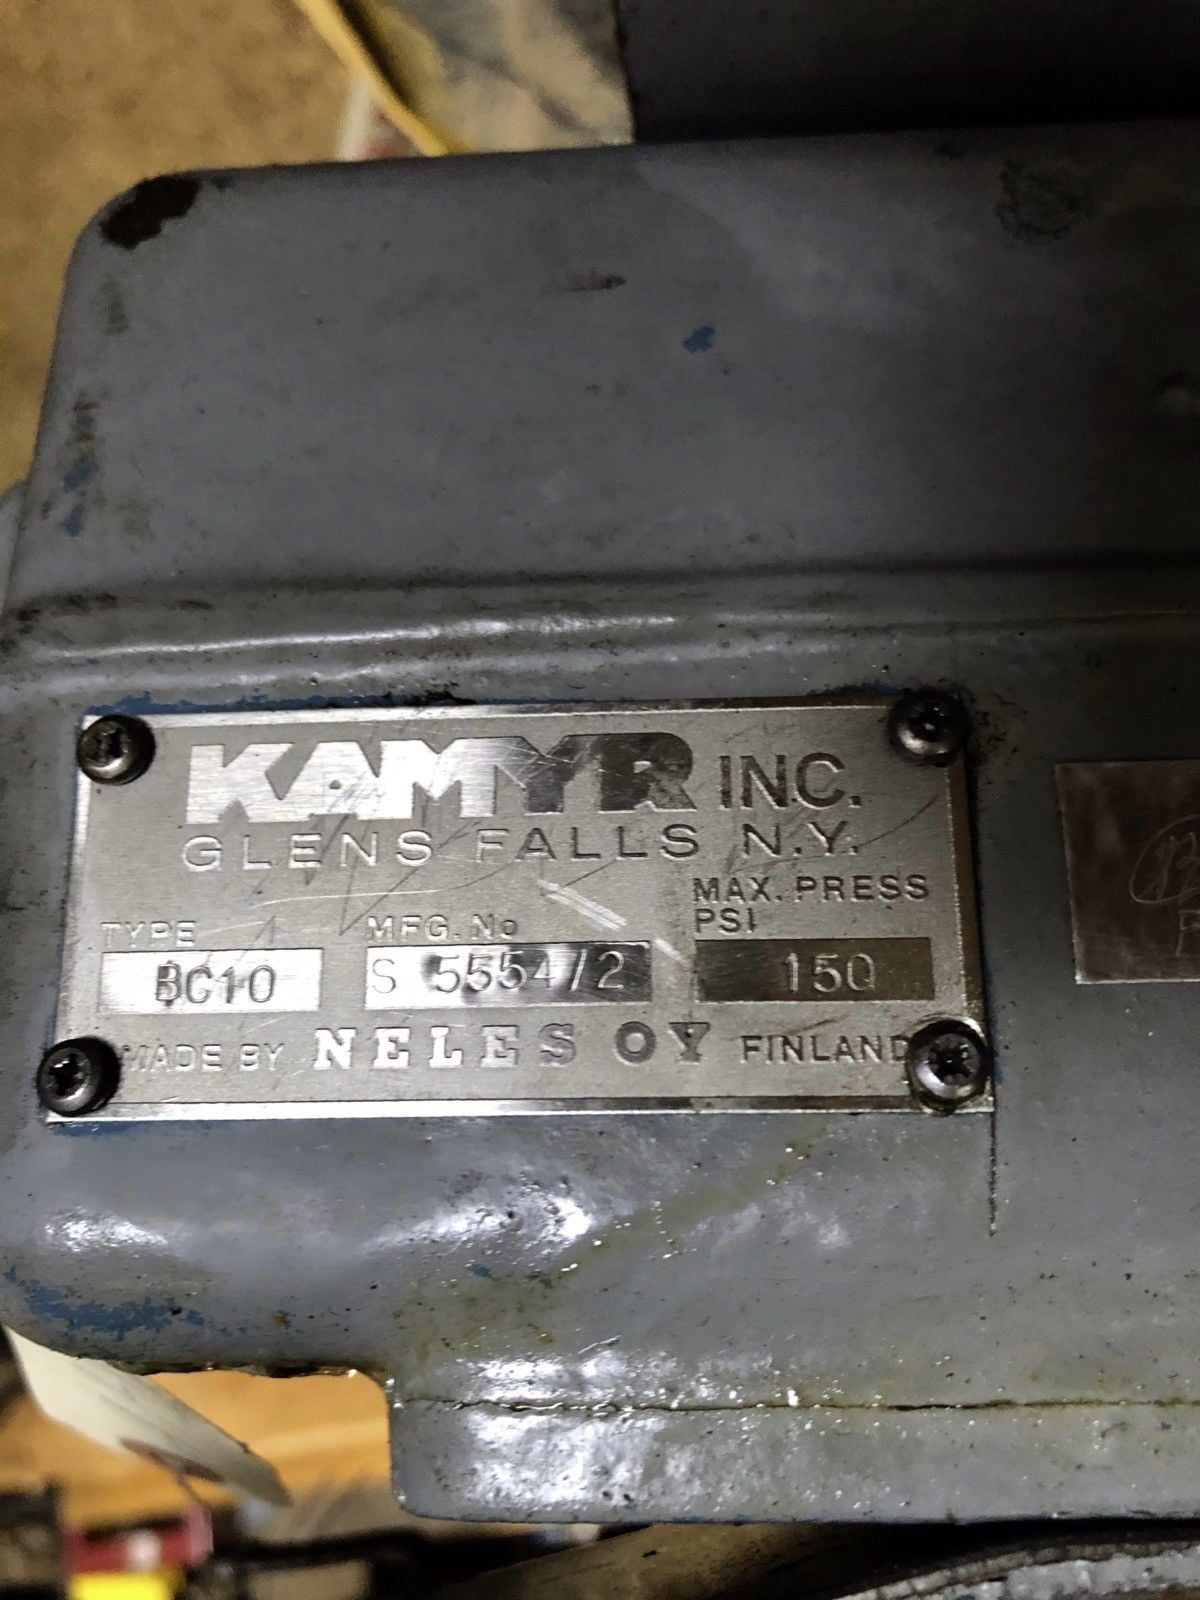 KAMYR INC.
GLENS FALLS N.Y.
MAX. PRESS
TYPE MFG. No PSI
BC10 S 5554/2 150
MADE BY NELES OY FINLAND